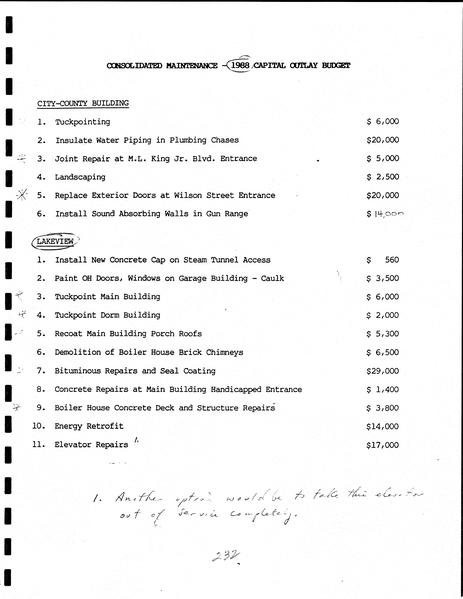 CONSOLIDATED MAINTENANCE - 1988 CAPITAL OUTLAY BUDGET
CITY-COUNTY BUILDING
1. Tuckpointing $ 6,000
2. Insulate Water Piping in Plumbing Chases $20,000
3. Joint Repair at M.L. King Jr. Blvd. Entrance $ 5,000
4. Landscaping $ 2,500
5. Replace Exterior Doors at Wilson Street Entrance $20,000
6. Install Sound Absorbing Walls in Gun Range $ 14,000
LAKEVIEW
1. Install New Concrete Cap on Steam Tunnel Access $ 560
2. Paint OH Doors, Windows on Garage Building - Caulk $ 3,500
3. Tuckpoint Main Building $ 6,000
4. Tuckpoint Dorm Building $ 2,000
5. Recoat Main Building Porch Roofs $ 5,300
6. Demolition of Boiler House Brick Chimneys $ 6,500
7. Bituminous Repairs and Seal Coating $29,000
8. Concrete Repairs at Main Building Handicapped Entrance $ 1,400
9. Boiler House Concrete Deck and Structure Repairs $ 3,800
10. Energy Retrofit $14,000
11. Elevator Repairs 1. $17,000
1. Another option would be to take this elevator
out of service completely.
232